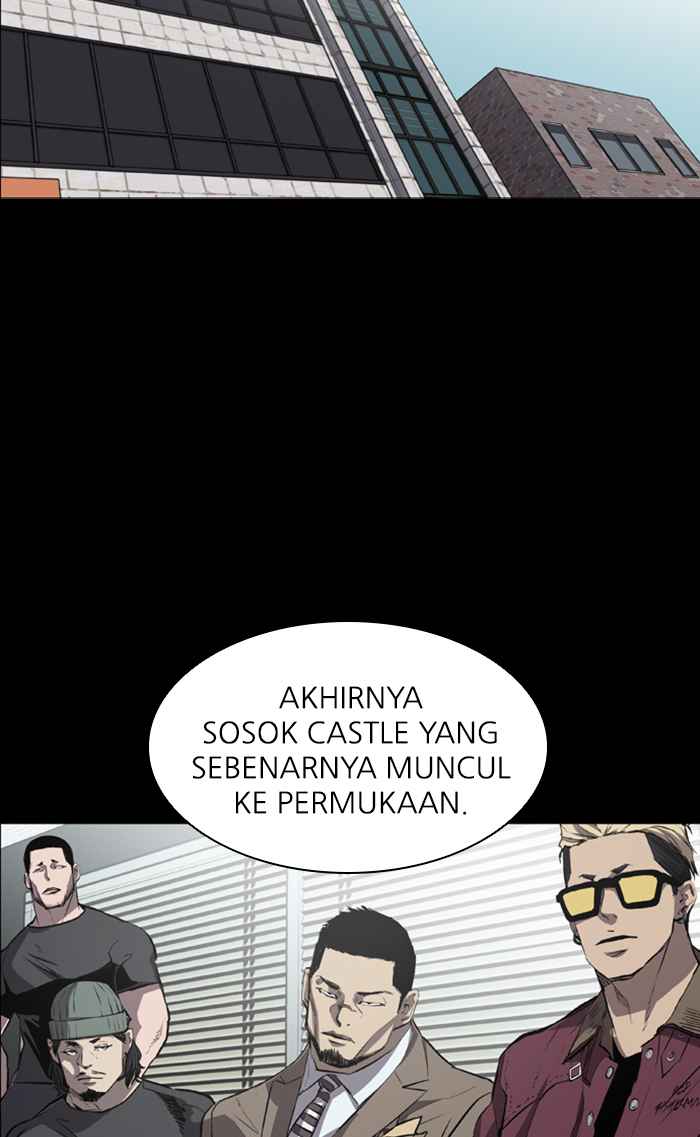 AKHIRNYA
SOSOK CASTLE YANG
SEBENARNYA MUNCUL
KE PERMUKAAN.